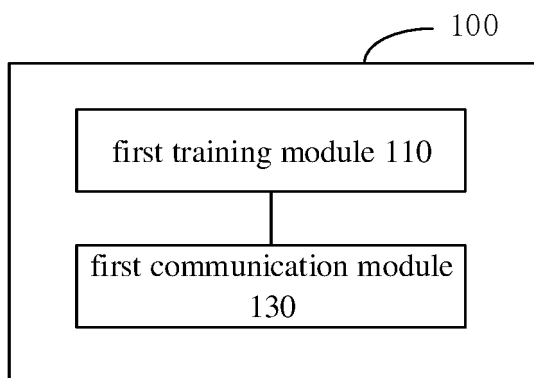 100
first training module 110
first communication module
130